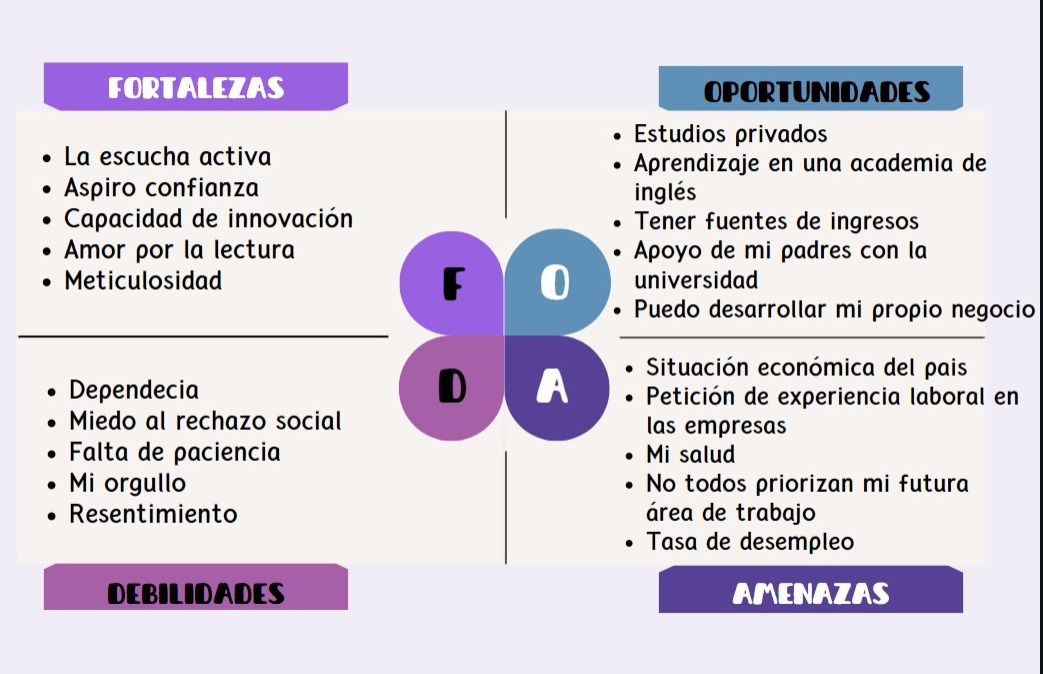 FORTALEZAS
• La escucha activa
• Aspiro confianza
• Capacidad de innovación
• Amor por la lectura
• Meticulosidad
OPORTUNIDADES
• Estudios privados
• Aprendizaje en una academia de
inglés
• Tener fuentes de ingresos
• Apoyo de mi padres con la
universidad
• Puedo desarrollar mi propio negocio
F
O
D
A
• Dependecia
• Miedo al rechazo social
• Falta de paciencia
• Mi orgullo
• Resentimiento
DEBILIDADES
• Situación económica del pais
• Petición de experiencia laboral en
las empresas
• Mi salud
• No todos priorizan mi futura
área de trabajo
• Tasa de desempleo
AMENAZAS